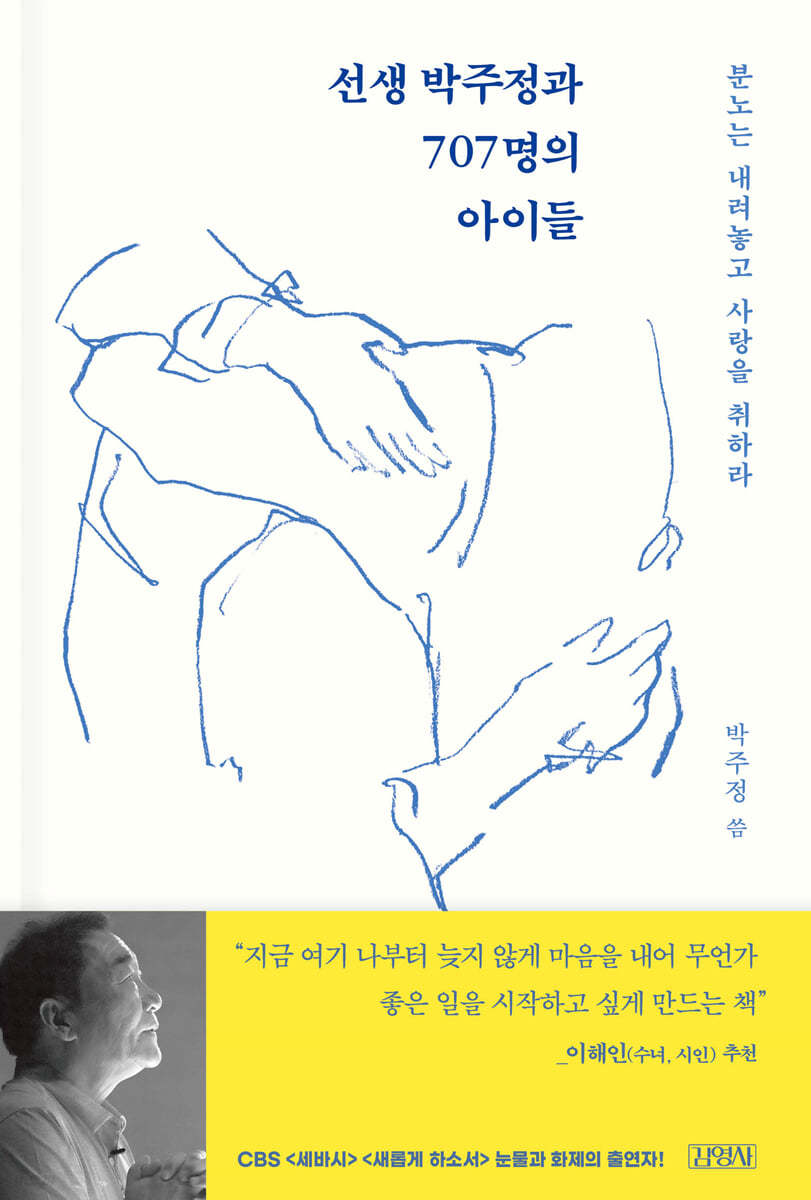 선생 박주정과
707명의
아이들
분노는 내려놓고 사랑을 취하라
박주정 씀
“지금 여기 나부터 늦지 않게 마음을 내어 무언가
좋은 일을 시작하고 싶게 만드는 책”
_이해인(수녀, 시인) 추천
CBS <세바시> <새롭게 하소서> 눈물과 화제의 출연자!
김영사